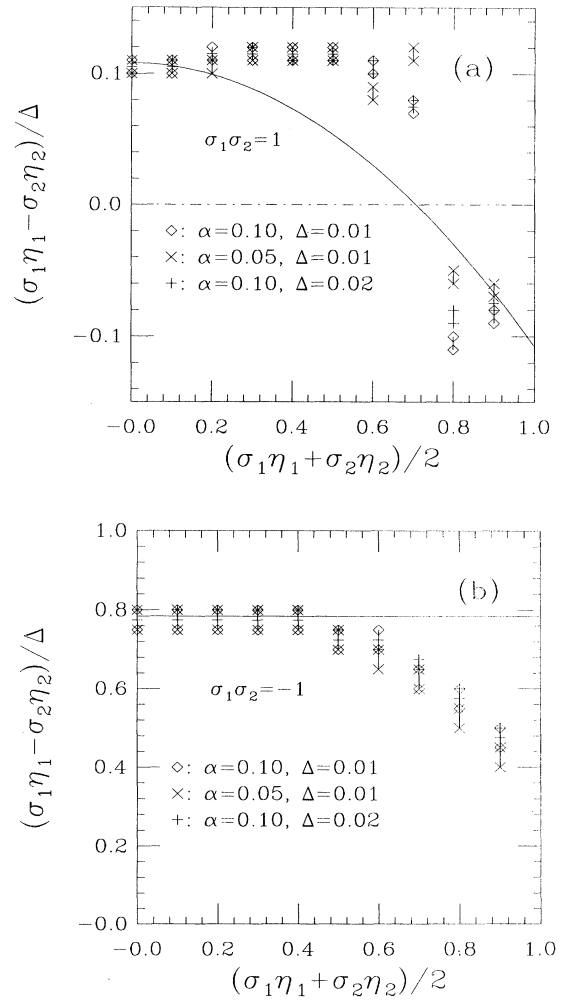 (a)
0.1
σ₁σ₂=1
0.0
◇: α=0.10, Δ=0.01
×: α=0.05, Δ=0.01
+: α=0.10, Δ=0.02
−0.1
(σ₁η₁−σ₂η₂)/Δ
−0.0 0.2 0.4 0.6 0.8 1.0
(σ₁η₁+σ₂η₂)/2
1.0
(b)
0.8
σ₁σ₂=−1
0.6
0.4
◇: α=0.10, Δ=0.01
×: α=0.05, Δ=0.01
+: α=0.10, Δ=0.02
0.2
−0.0
(σ₁η₁−σ₂η₂)/Δ
−0.0 0.2 0.4 0.6 0.8 1.0
(σ₁η₁+σ₂η₂)/2